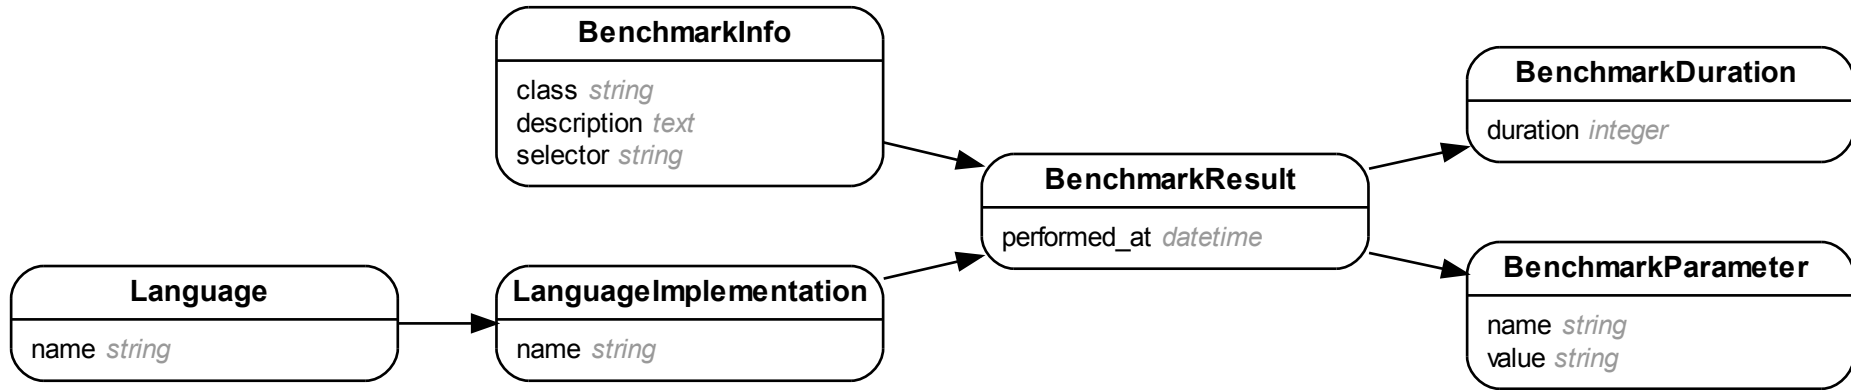 BenchmarkInfo
class string
description text
selector string
Language
name string
LanguageImplementation
name string
BenchmarkResult
performed_at datetime
BenchmarkDuration
duration integer
BenchmarkParameter
name string
value string